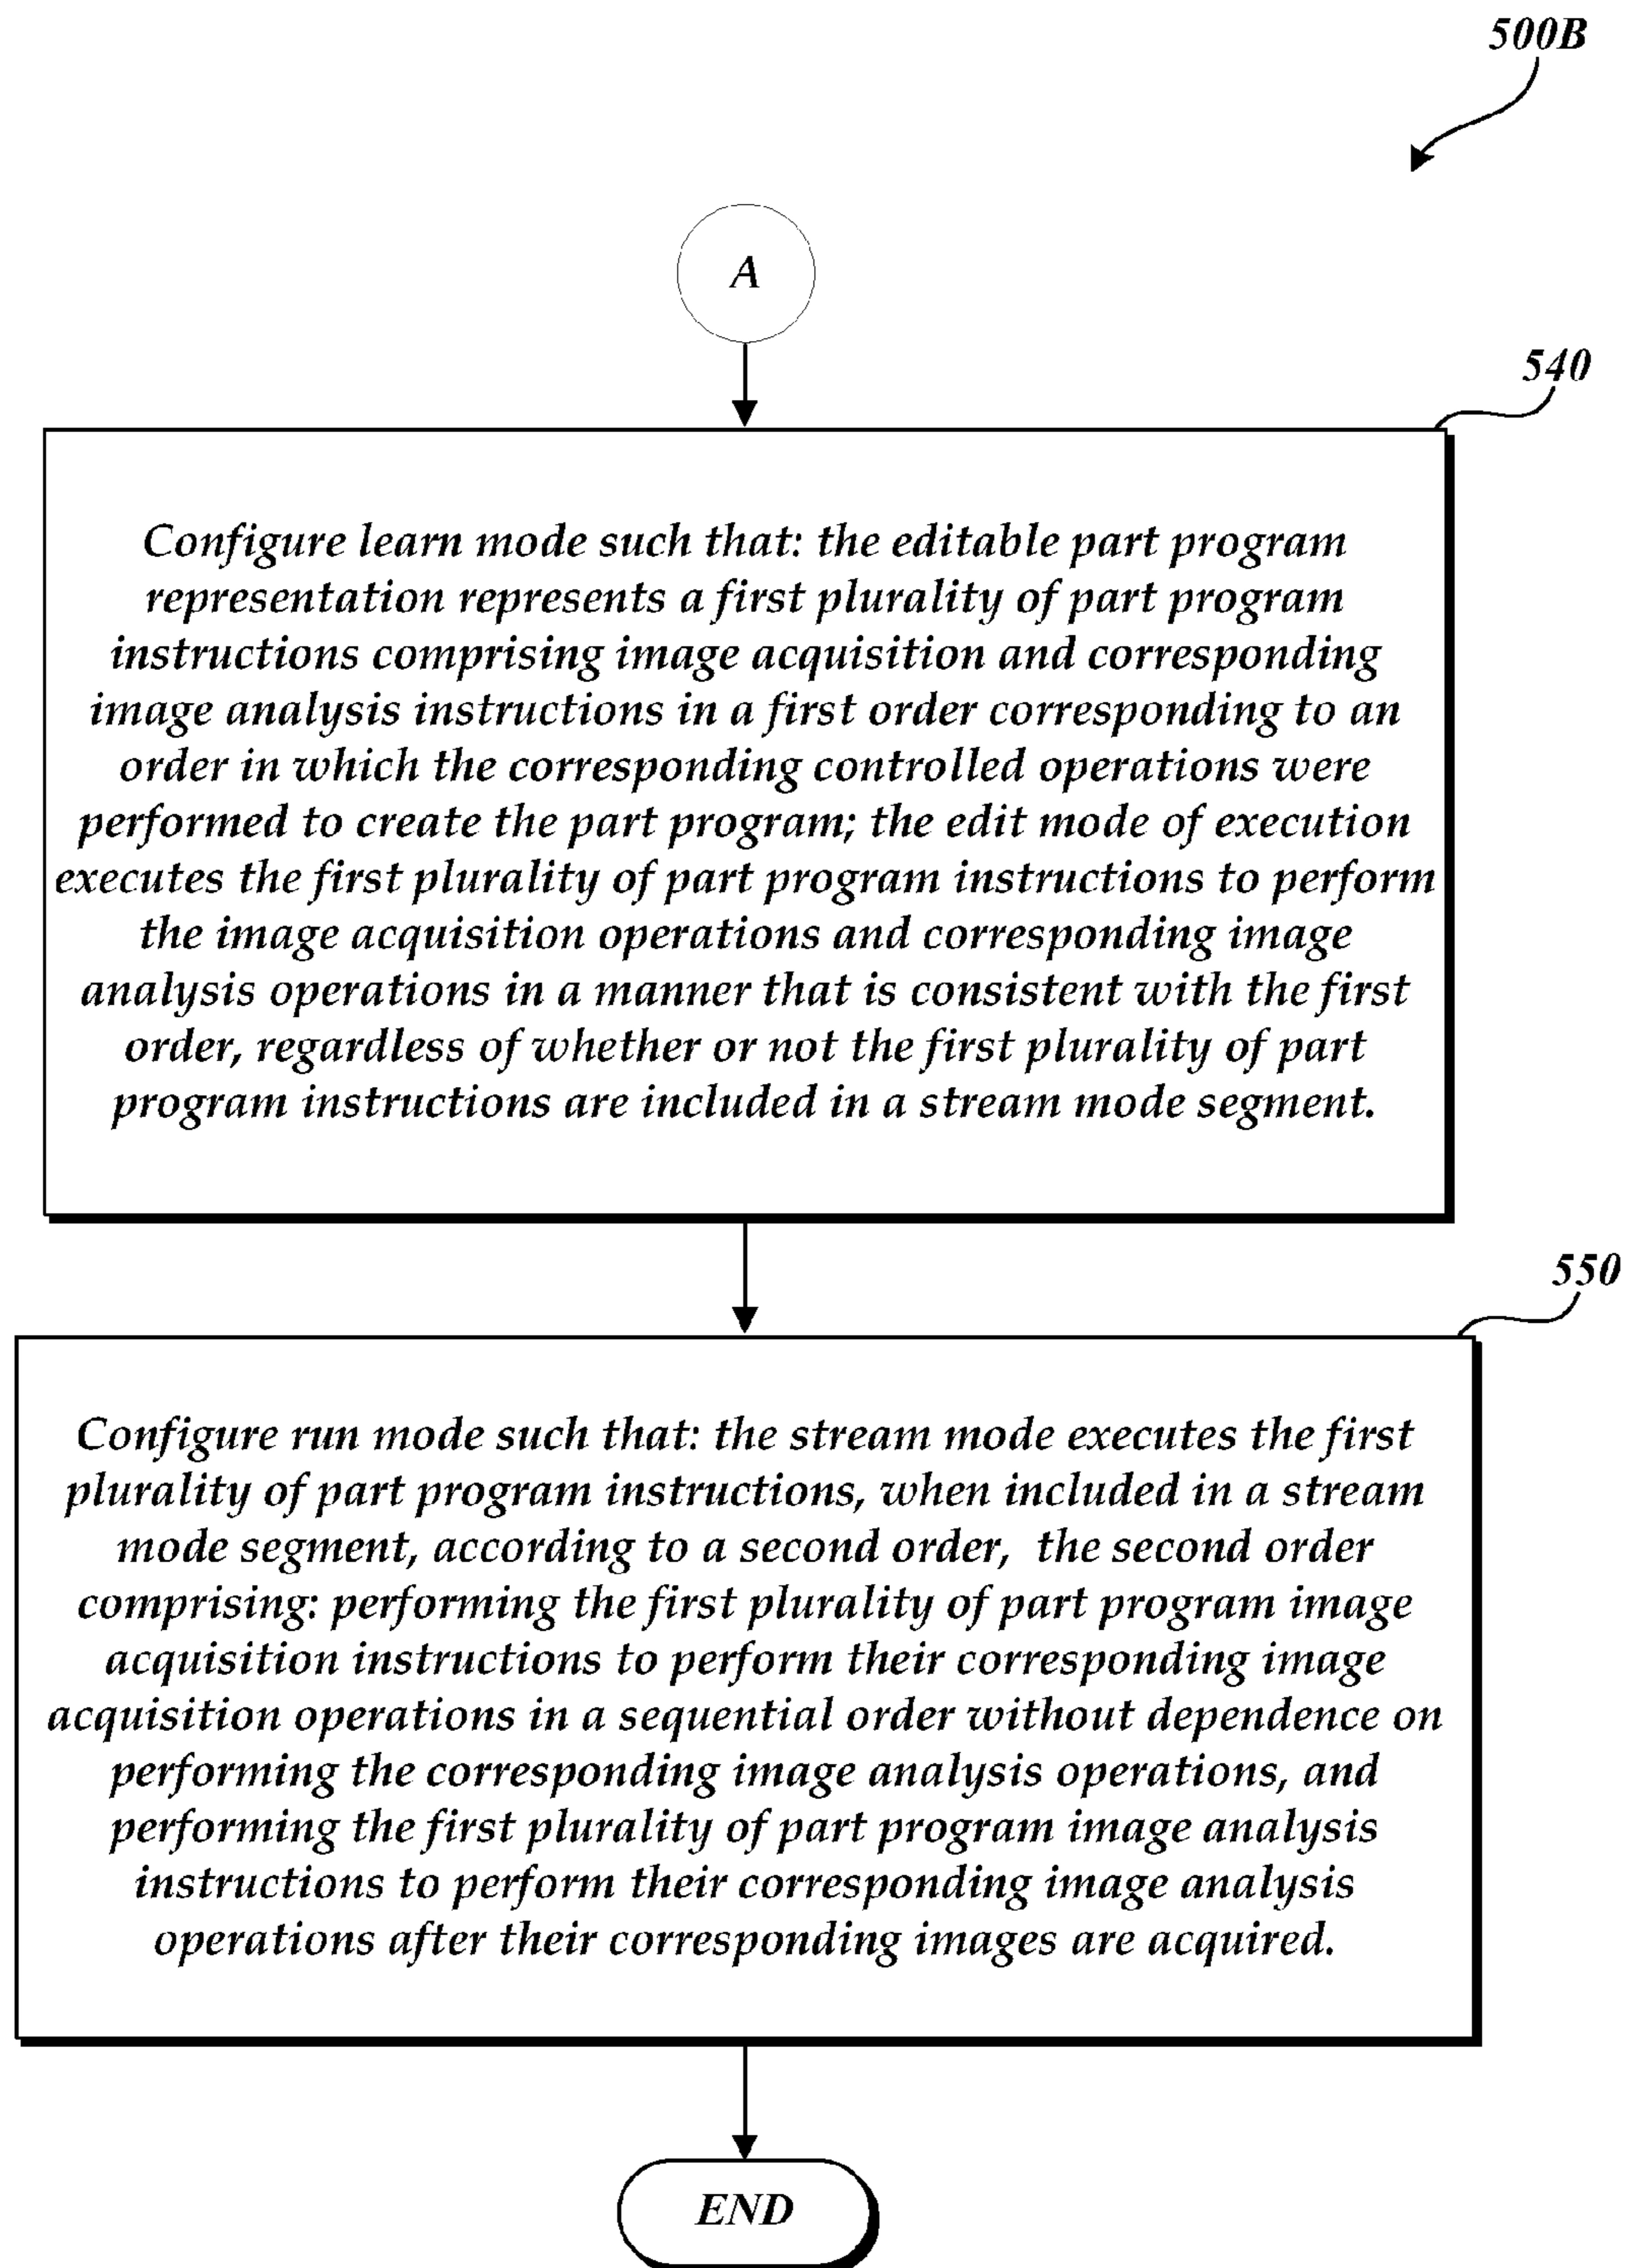 500B
A
540
Configure learn mode such that: the editable part program
representation represents a first plurality of part program
instructions comprising image acquisition and corresponding
image analysis instructions in a first order corresponding to an
order in which the corresponding controlled operations were
performed to create the part program; the edit mode of execution
executes the first plurality of part program instructions to perform
the image acquisition operations and corresponding image
analysis operations in a manner that is consistent with the first
order, regardless of whether or not the first plurality of part
program instructions are included in a stream mode segment.
550
Configure run mode such that: the stream mode executes the first
plurality of part program instructions, when included in a stream
mode segment, according to a second order, the second order
comprising: performing the first plurality of part program image
acquisition instructions to perform their corresponding image
acquisition operations in a sequential order without dependence on
performing the corresponding image analysis operations, and
performing the first plurality of part program image analysis
instructions to perform their corresponding image analysis
operations after their corresponding images are acquired.
END